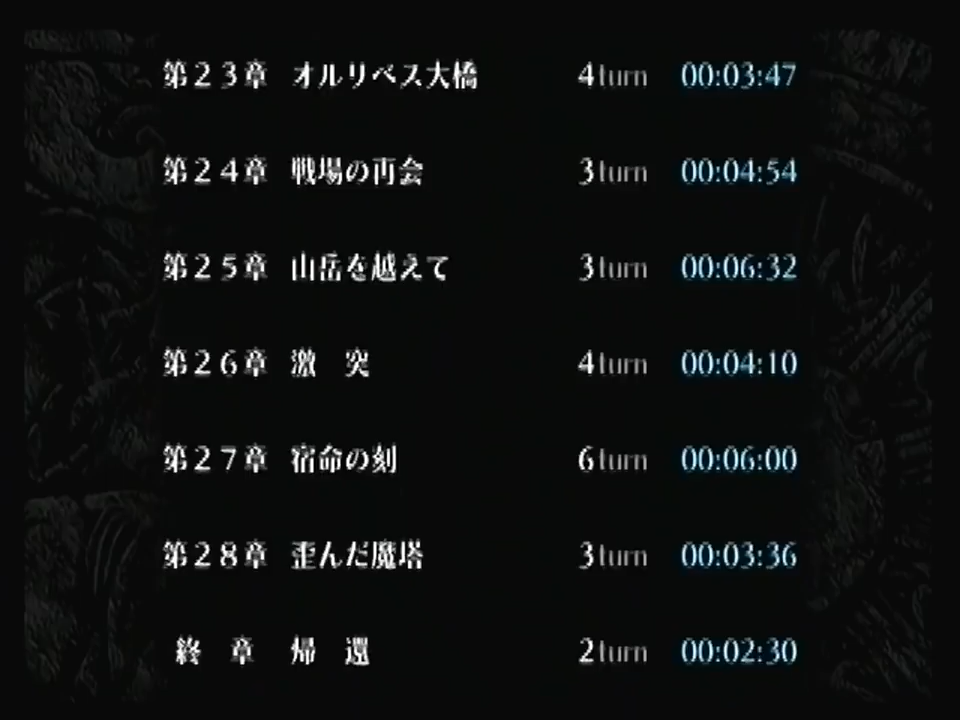 第２３章 オルリベス大橋 4turn 00:03:47
第２４章 戦場の再会 3turn 00:04:54
第２５章 山岳を越えて 3turn 00:06:32
第２６章 激　突 4turn 00:04:10
第２７章 宿命の刻 6turn 00:06:00
第２８章 歪んだ魔塔 3turn 00:03:36
終　章 帰　還 2turn 00:02:30